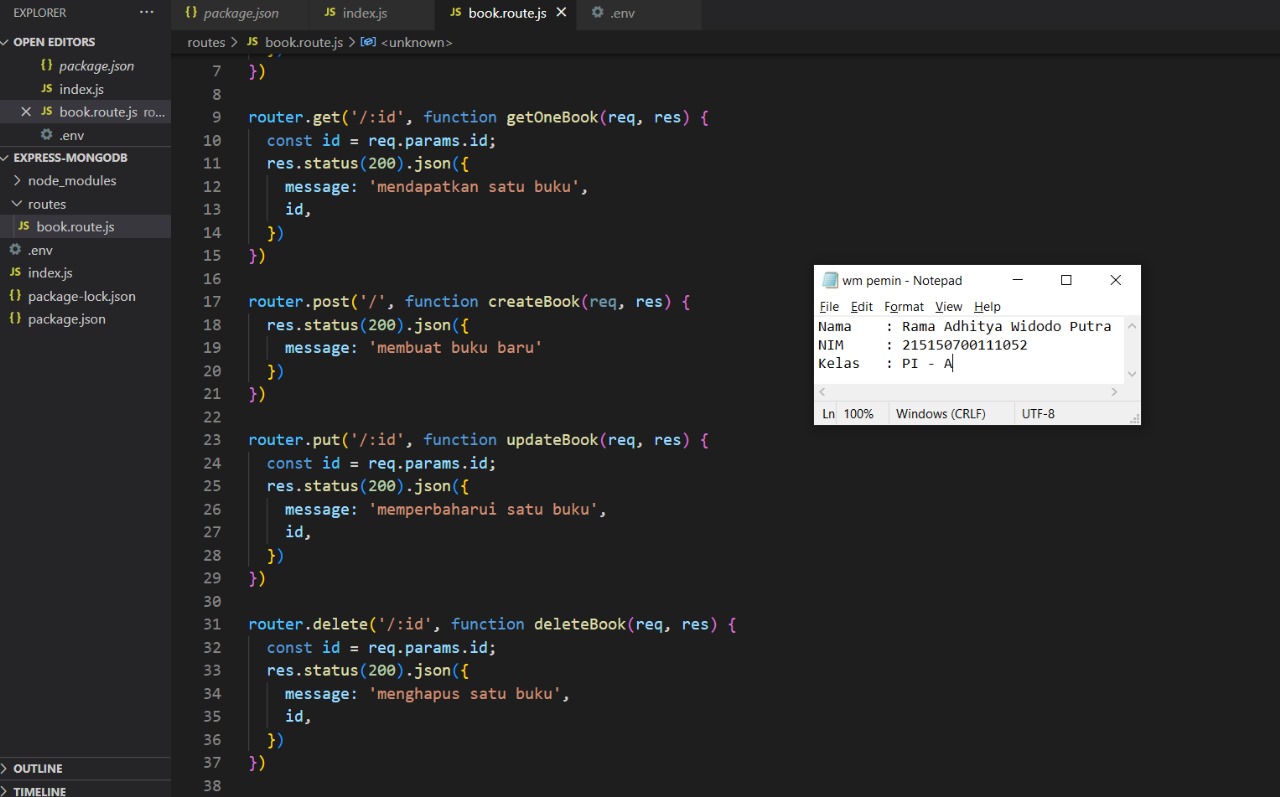 EXPLORER
OPEN EDITORS
package.json
index.js
book.route.js ro...
.env
EXPRESS-MONGODB
node_modules
routes
book.route.js
.env
index.js
package-lock.json
package.json
OUTLINE
TIMELINE
package.json
index.js
book.route.js
.env
routes > book.route.js > <unknown>
7 })
8
9 router.get('/:id', function getOneBook(req, res) {
10 const id = req.params.id;
11 res.status(200).json({
12 message: 'mendapatkan satu buku',
13 id,
14 })
15 })
16
17 router.post('/', function createBook(req, res) {
18 res.status(200).json({
19 message: 'membuat buku baru'
20 })
21 })
22
23 router.put('/:id', function updateBook(req, res) {
24 const id = req.params.id;
25 res.status(200).json({
26 message: 'memperbaharui satu buku',
27 id,
28 })
29 })
30
31 router.delete('/:id', function deleteBook(req, res) {
32 const id = req.params.id;
33 res.status(200).json({
34 message: 'menghapus satu buku',
35 id,
36 })
37 })
38
wm pemin - Notepad
File Edit Format View Help
Nama : Rama Adhitya Widodo Putra
NIM : 215150700111052
Kelas : PI - A
Ln 100% Windows (CRLF) UTF-8